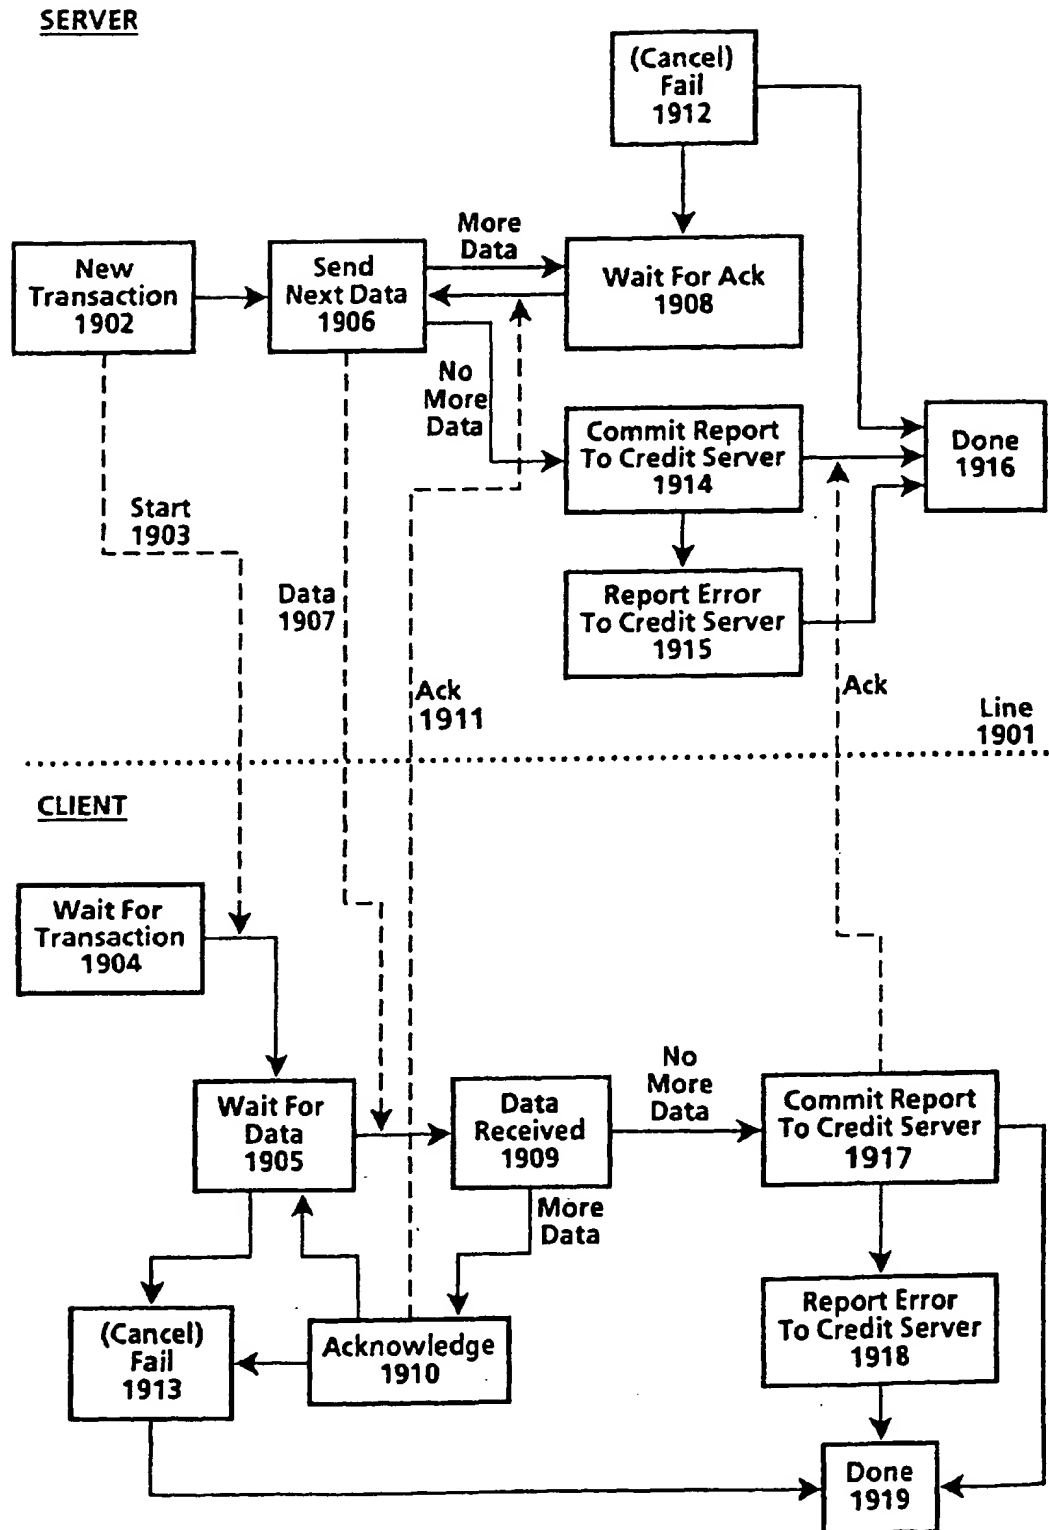 SERVER
(Cancel)
Fail
1912
More
Data
New
Transaction
1902
Send
Next Data
1906
Wait For Ack
1908
No
More
Data
Commit Report
To Credit Server
1914
Done
1916
Start
1903
Data
1907
Report Error
To Credit Server
1915
Ack
1911
Ack
Line
1901
CLIENT
Wait For
Transaction
1904
Wait For
Data
1905
Data
Received
1909
No
More
Data
Commit Report
To Credit Server
1917
More
Data
(Cancel)
Fail
1913
Acknowledge
1910
Report Error
To Credit Server
1918
Done
1919